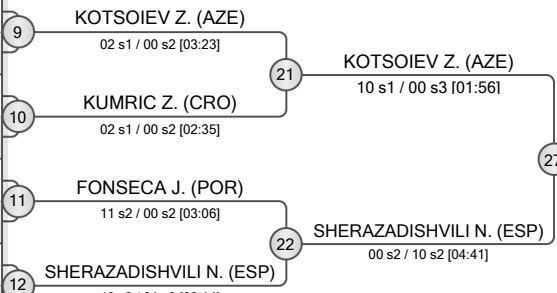 9
KOTSOIEV Z. (AZE)
02 s1 / 00 s2 [03:23]
21
KOTSOIEV Z. (AZE)
10 s1 / 00 s3 [01:56]
10
KUMRIC Z. (CRO)
02 s1 / 00 s2 [02:35]
27
11
FONSECA J. (POR)
11 s2 / 00 s2 [03:06]
22
SHERAZADISHVILI N. (ESP)
00 s2 / 10 s2 [04:41]
12
SHERAZADISHVILI N. (ESP)